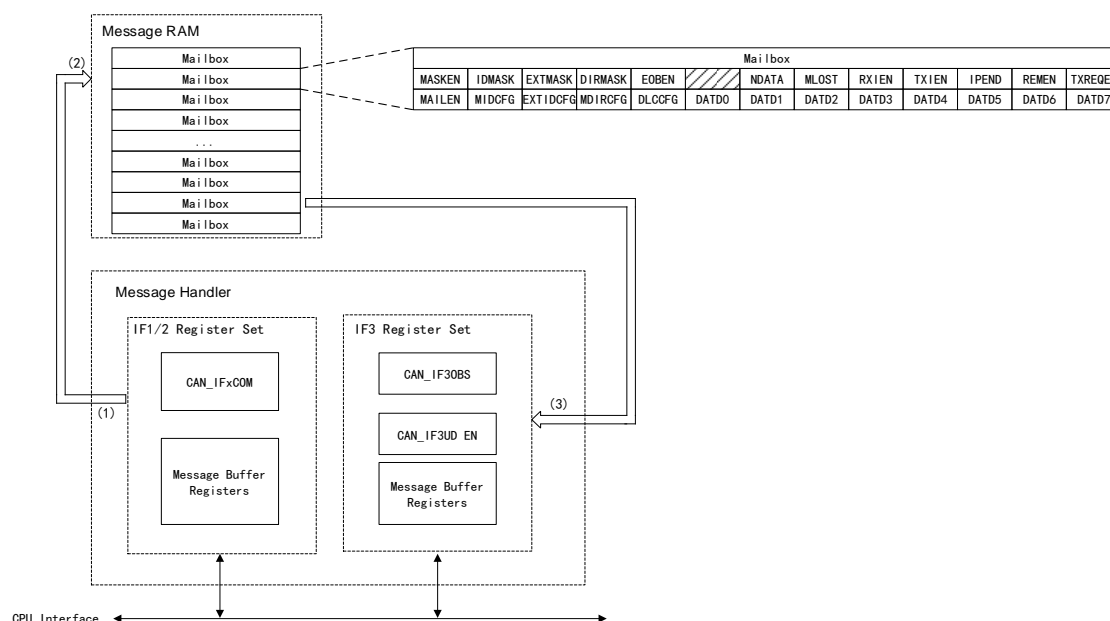 Message RAM
Mailbox
(2)
Mailbox
Mailbox
Mailbox
...
Mailbox
Mailbox
Mailbox
Mailbox
Mailbox
MASKEN IDMASK EXTMASK DIRMASK EOBEN NDATA MLOST RXIEN TXIEN IPEND REMEN TXREQE
MAILEN MIDCFG EXTIDCFG MDIRCFG DLCCFG DATD0 DATD1 DATD2 DATD3 DATD4 DATD5 DATD6 DATD7
Message Handler
IF1/2 Register Set
CAN_IFxCOM
(1)
Message Buffer
Registers
IF3 Register Set
CAN_IF3OBS
(3)
CAN_IF3UD EN
Message Buffer
Registers
CPU Interface